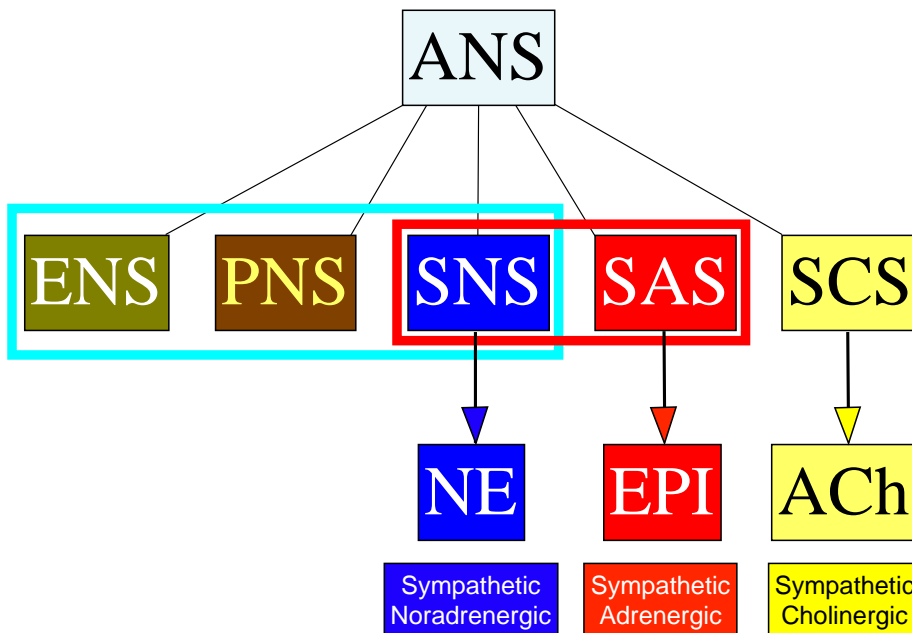 ANS
ENS PNS SNS SAS SCS
NE EPI ACh
Sympathetic
Noradrenergic
Sympathetic
Adrenergic
Sympathetic
Cholinergic